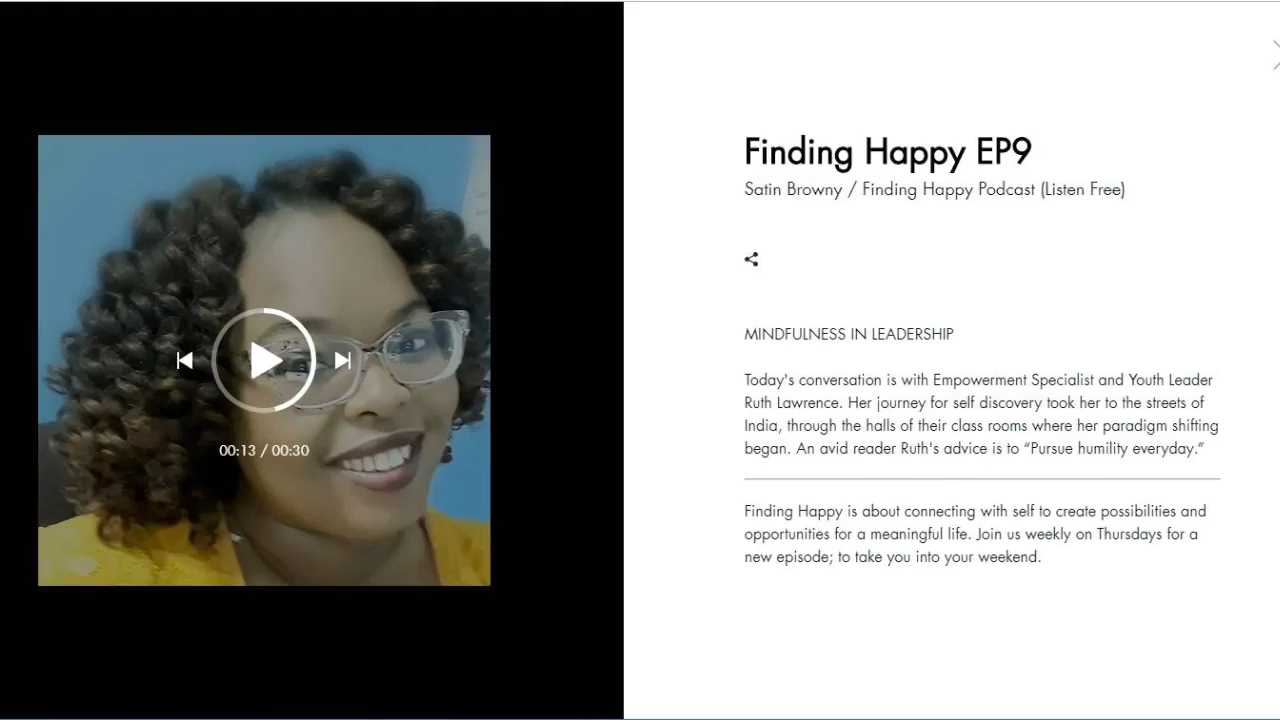 Finding Happy EP9
Satin Browny / Finding Happy Podcast (Listen Free)
MINDFULNESS IN LEADERSHIP
Today's conversation is with Empowerment Specialist and Youth Leader
Ruth Lawrence. Her journey for self discovery took her to the streets of
India, through the halls of their class rooms where her paradigm shifting
began. An avid reader Ruth's advice is to “Pursue humility everyday.”
Finding Happy is about connecting with self to create possibilities and
opportunities for a meaningful life. Join us weekly on Thursdays for a
new episode; to take you into your weekend.
00:13 / 00:30